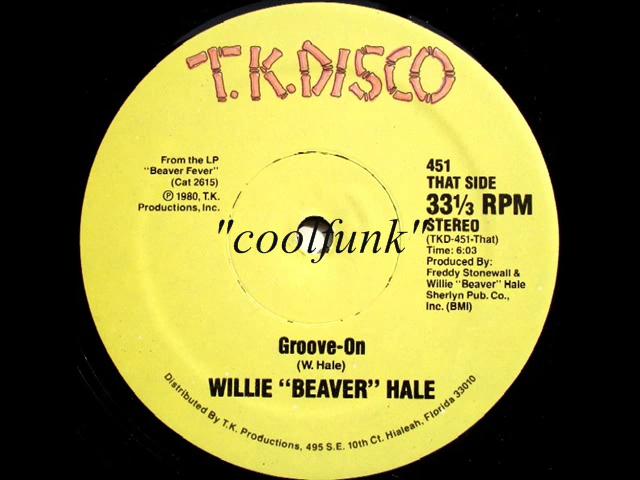 T.K. DISCO
From the LP
"Beaver Fever"
(Cat 2615)
℗ 1980, T.K.
Productions, Inc.
451
THAT SIDE
33⅓ RPM
STEREO
(TKD-451-That)
Time: 6:03
Produced By:
Freddy Stonewall &
Willie "Beaver" Hale
Sherlyn Pub. Co.,
Inc. (BMI)
"coolfunk"
Groove-On
(W. Hale)
WILLIE "BEAVER" HALE
Distributed By T.K. Productions, 495 S.E. 10th Ct. Hialeah, Florida 33010